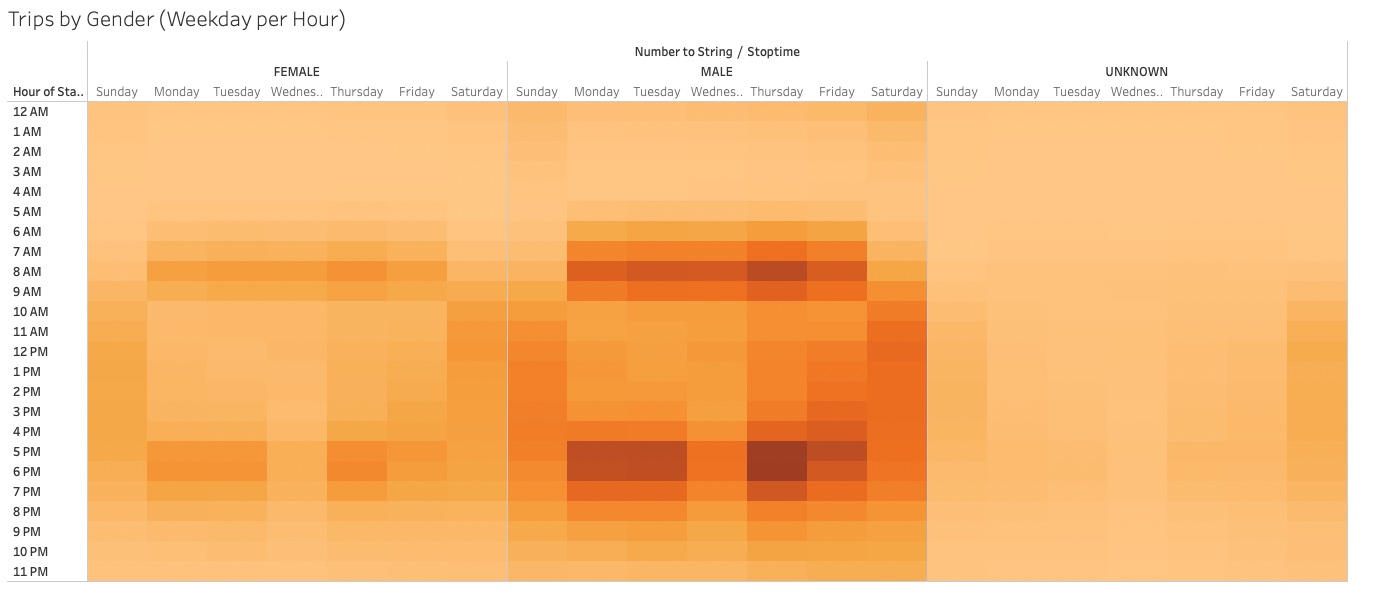 Trips by Gender (Weekday per Hour)
Number to String / Stoptime
FEMALE MALE UNKNOWN
Hour of Sta.. Sunday Monday Tuesday Wednes.. Thursday Friday Saturday Sunday Monday Tuesday Wednes.. Thursday Friday Saturday Sunday Monday Tuesday Wednes.. Thursday Friday Saturday
12 AM
1 AM
2 AM
3 AM
4 AM
5 AM
6 AM
7 AM
8 AM
9 AM
10 AM
11 AM
12 PM
1 PM
2 PM
3 PM
4 PM
5 PM
6 PM
7 PM
8 PM
9 PM
10 PM
11 PM